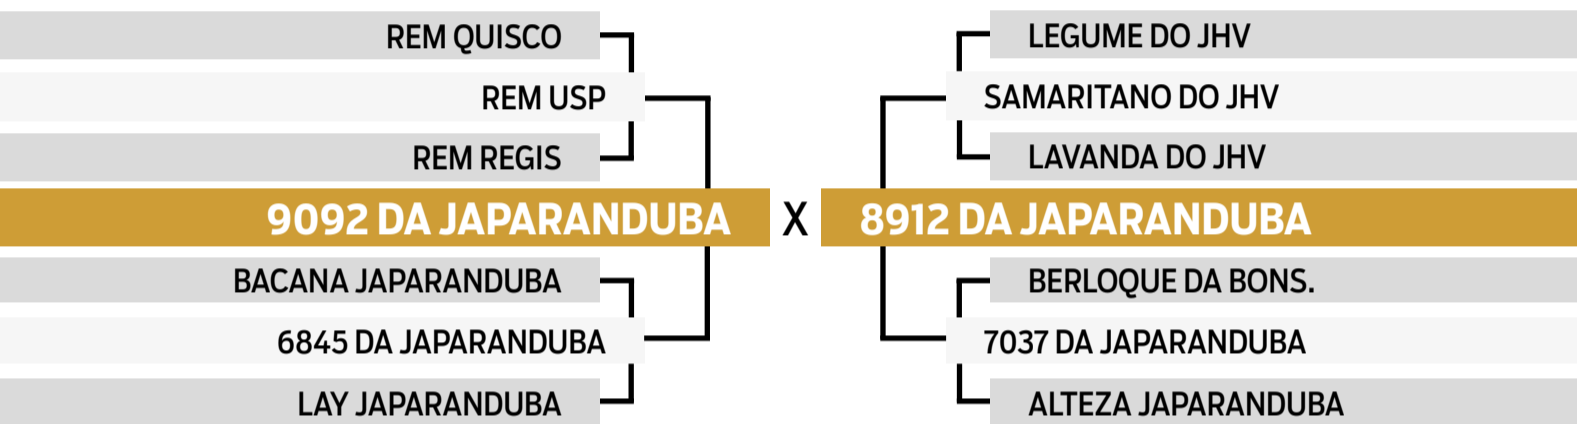 REM QUISCO
REM USP
REM REGIS
9092 DA JAPARANDUBA
BACANA JAPARANDUBA
6845 DA JAPARANDUBA
LAY JAPARANDUBA
X
LEGUME DO JHV
SAMARITANO DO JHV
LAVANDA DO JHV
8912 DA JAPARANDUBA
BERLOQUE DA BONS.
7037 DA JAPARANDUBA
ALTEZA JAPARANDUBA